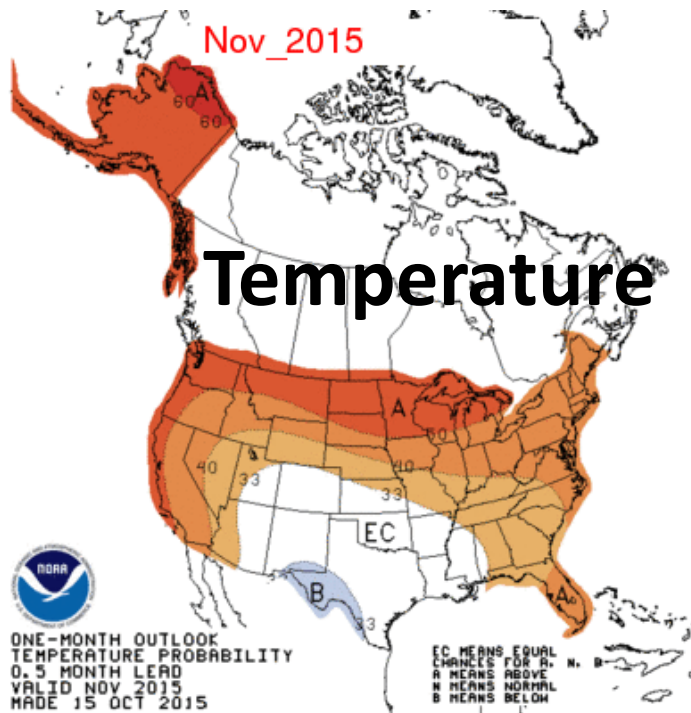 Nov_2015
A
60
60
Temperature
A
50
40
40
33
33
EC
B
33
A
NOAA
ONE-MONTH OUTLOOK
TEMPERATURE PROBABILITY
0.5 MONTH LEAD
VALID NOV 2015
MADE 15 OCT 2015
EC MEANS EQUAL
CHANCES FOR A, N, B
A MEANS ABOVE
N MEANS NORMAL
B MEANS BELOW